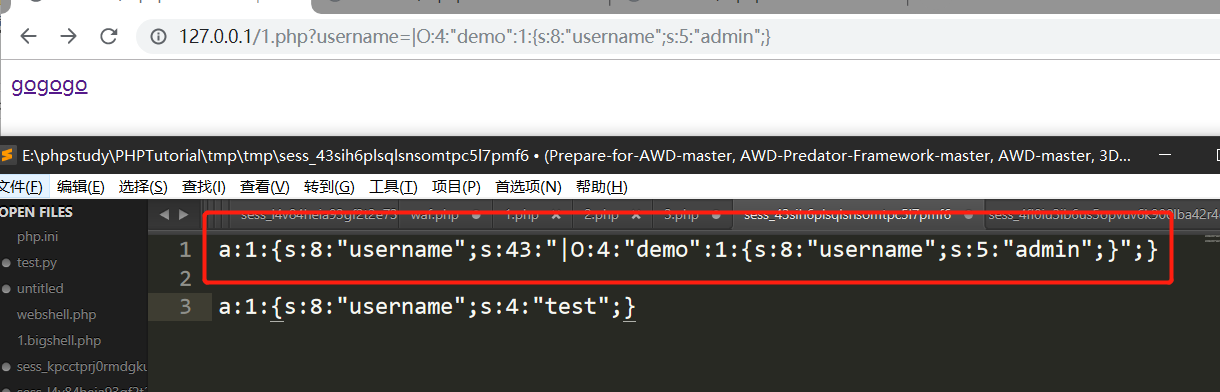 127.0.0.1/1.php?username=|O:4:"demo":1:{s:8:"username";s:5:"admin";}
gogogo
E:\phpstudy\PHPTutorial\tmp\tmp\sess_43sih6plsqlsnsomtpc5l7pmf6 • (Prepare-for-AWD-master, AWD-Predator-Framework-master, AWD-master, 3D...
文件(F) 编辑(E) 选择(S) 查找(I) 查看(V) 转到(G) 工具(T) 项目(P) 首选项(N) 帮助(H)
OPEN FILES
waf.php 1.php 2.php 3.php sess_43sih6plsqlsnsomtpc5l7pmf6
php.ini
test.py
untitled
webshell.php
1.bigshell.php
sess_kpcctprj0rmdgku
1 a:1:{s:8:"username";s:43:"|O:4:"demo":1:{s:8:"username";s:5:"admin";}";}
2
3 a:1:{s:8:"username";s:4:"test";}